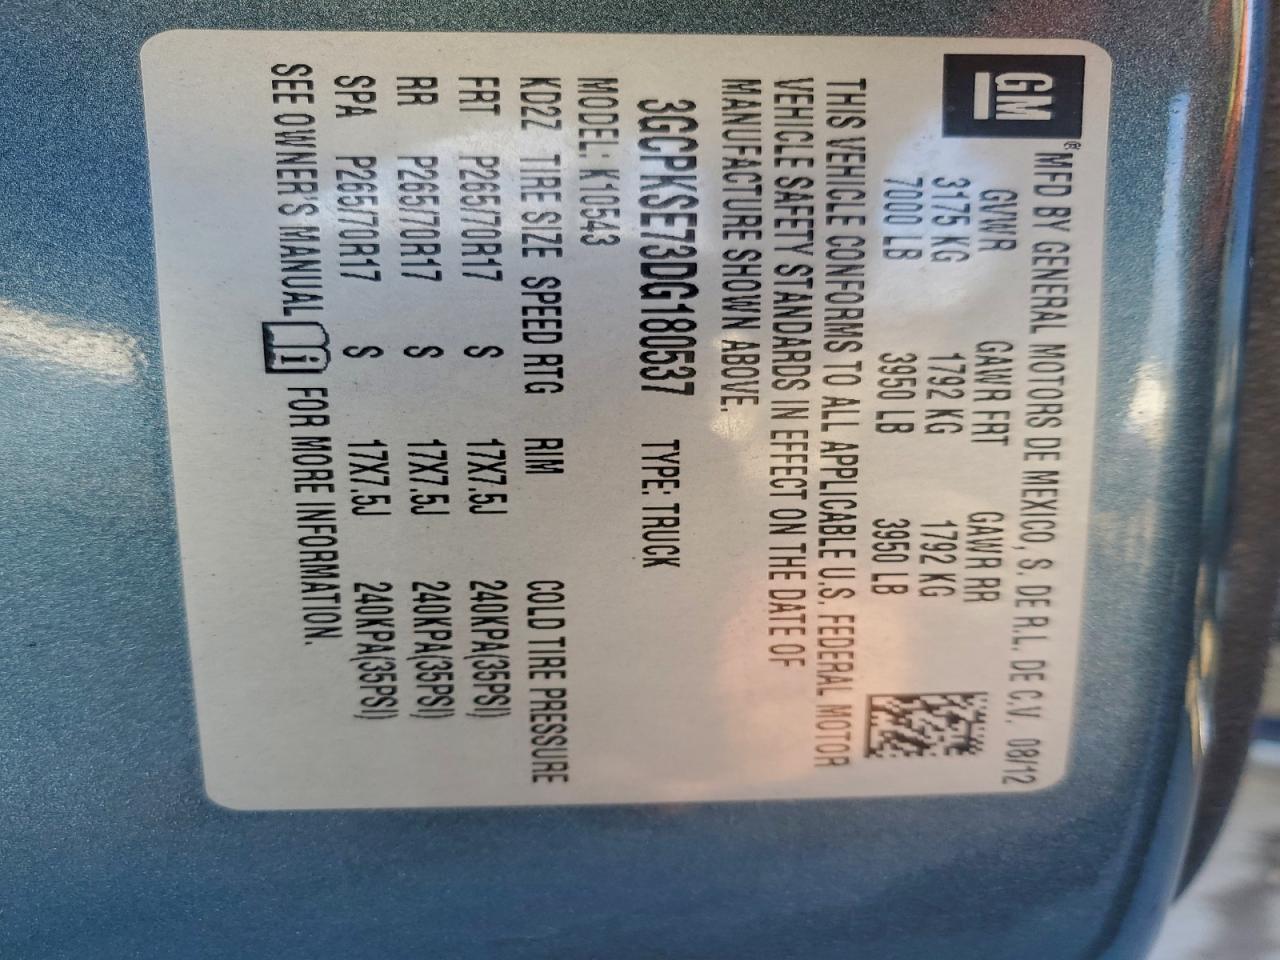 GM
® MFD BY GENERAL MOTORS DE MEXICO, S. DE R.L. DE C.V. 08/12
GVWR GAWR FRT GAWR RR
3175 KG 1792 KG 1792 KG
7000 LB 3950 LB 3950 LB
THIS VEHICLE CONFORMS TO ALL APPLICABLE U.S. FEDERAL MOTOR
VEHICLE SAFETY STANDARDS IN EFFECT ON THE DATE OF
MANUFACTURE SHOWN ABOVE.
3GCPKSE73DG180537 TYPE: TRUCK
MODEL: K10543
KD2Z TIRE SIZE SPEED RTG RIM COLD TIRE PRESSURE
FRT P265/70R17 S 17X7.5J 240KPA(35PSI)
RR P265/70R17 S 17X7.5J 240KPA(35PSI)
SPA P265/70R17 S 17X7.5J 240KPA(35PSI)
SEE OWNER'S MANUAL i FOR MORE INFORMATION.